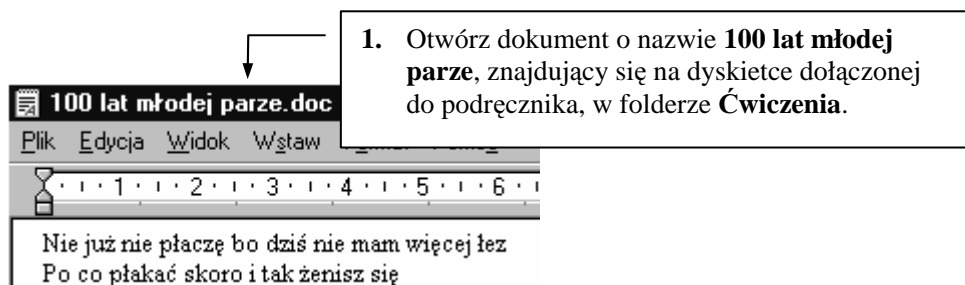 1. Otwórz dokument o nazwie 100 lat młodej
parze, znajdujący się na dyskietce dołączonej
do podręcznika, w folderze Ćwiczenia.
100 lat młodej parze.doc
Plik Edycja Widok Wstaw
1 2 3 4 5 6
Nie już nie płaczę bo dziś nie mam więcej łez
Po co płakać skoro i tak żenisz się